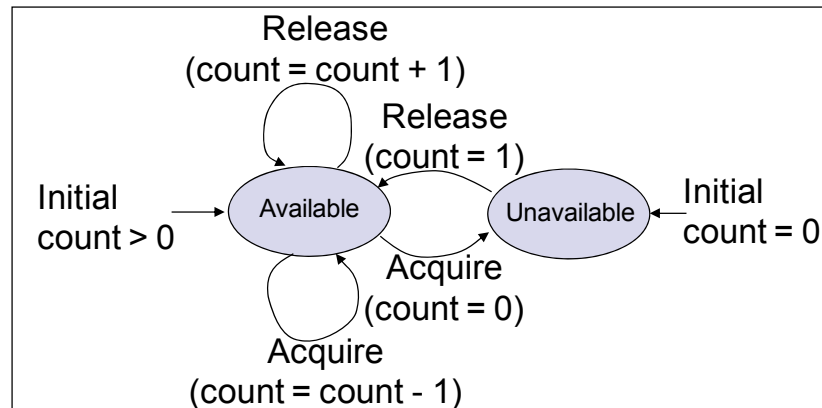 Release
(count = count + 1)
Release
(count = 1)
Initial
count > 0
Available
Unavailable
Initial
count = 0
Acquire
(count = 0)
Acquire
(count = count - 1)